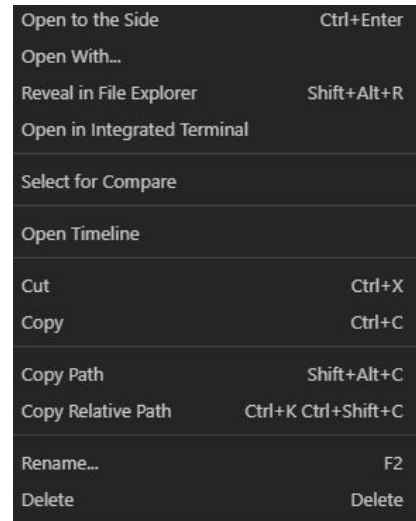 Open to the Side Ctrl+Enter
Open With...
Reveal in File Explorer Shift+Alt+R
Open in Integrated Terminal
Select for Compare
Open Timeline
Cut Ctrl+X
Copy Ctrl+C
Copy Path Shift+Alt+C
Copy Relative Path Ctrl+K Ctrl+Shift+C
Rename... F2
Delete Delete